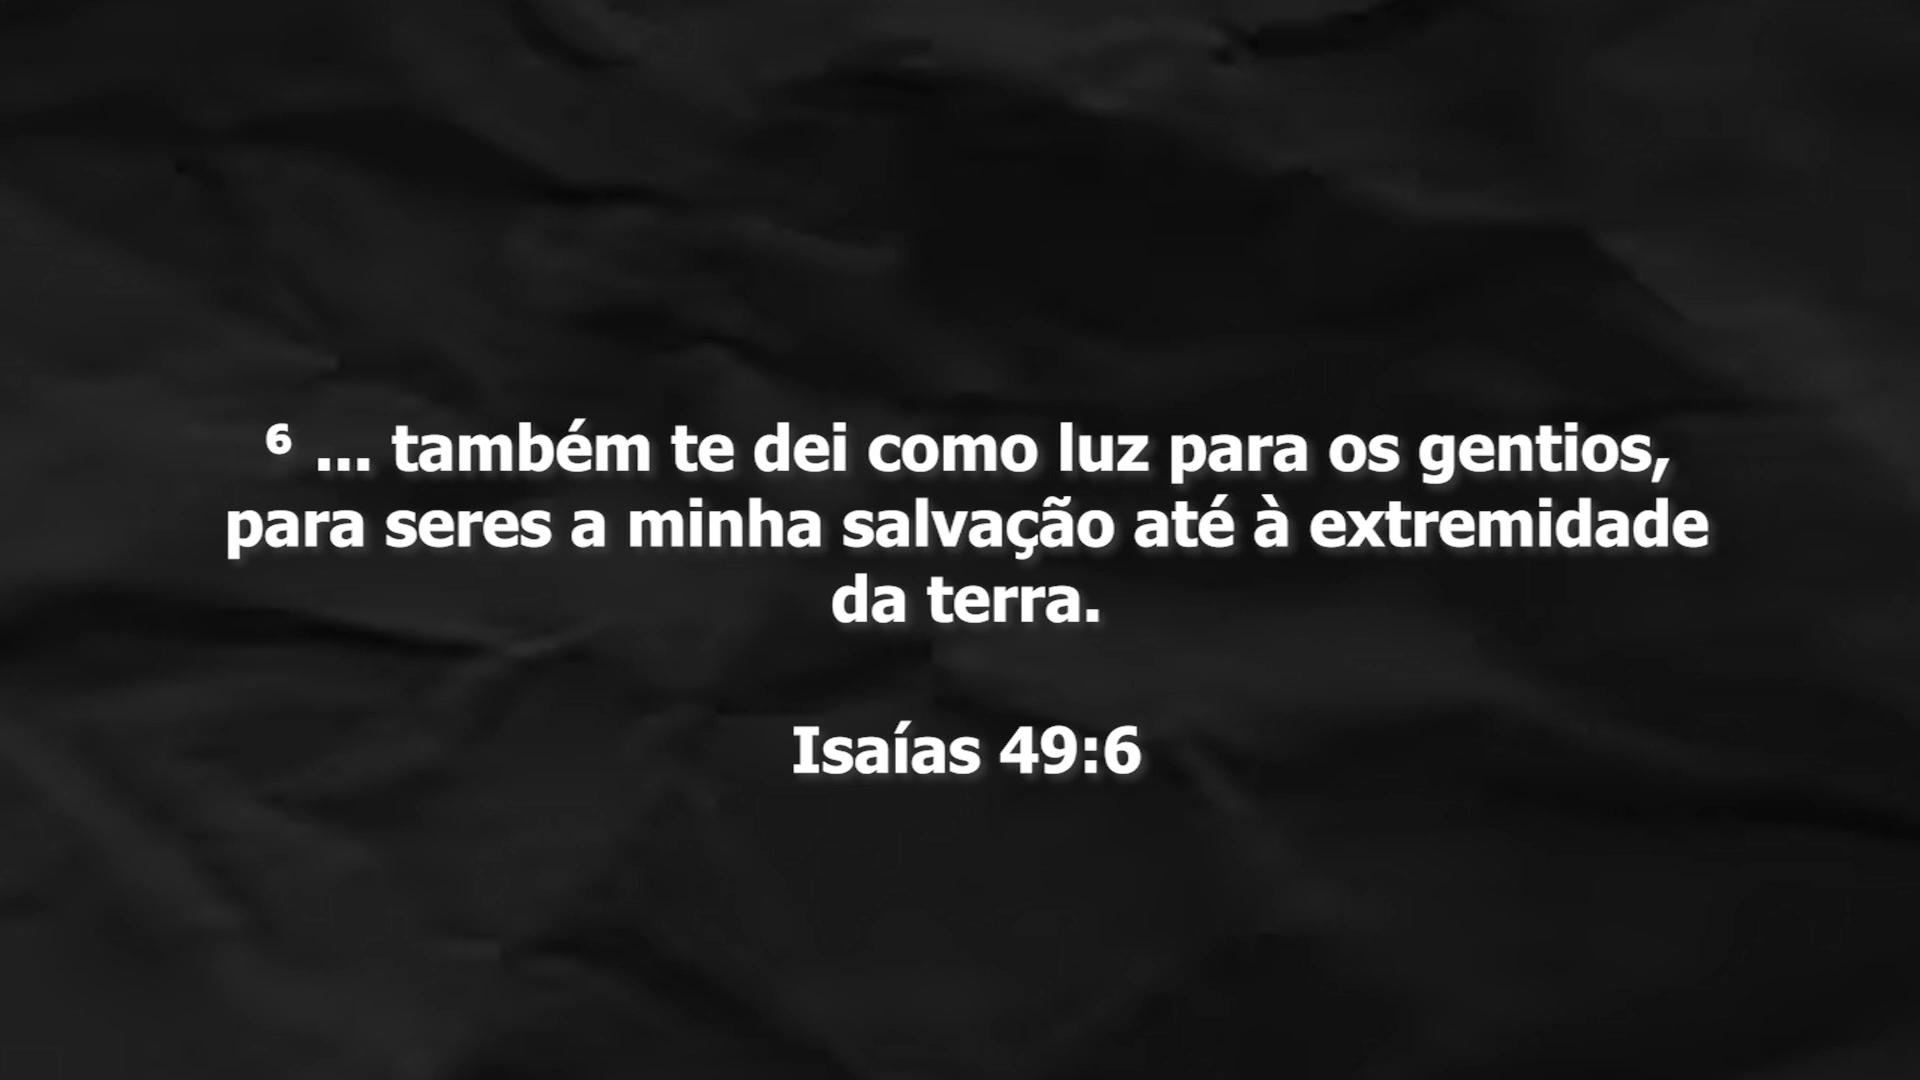 ⁶ ... também te dei como luz para os gentios,
para seres a minha salvação até à extremidade
da terra.
Isaías 49:6